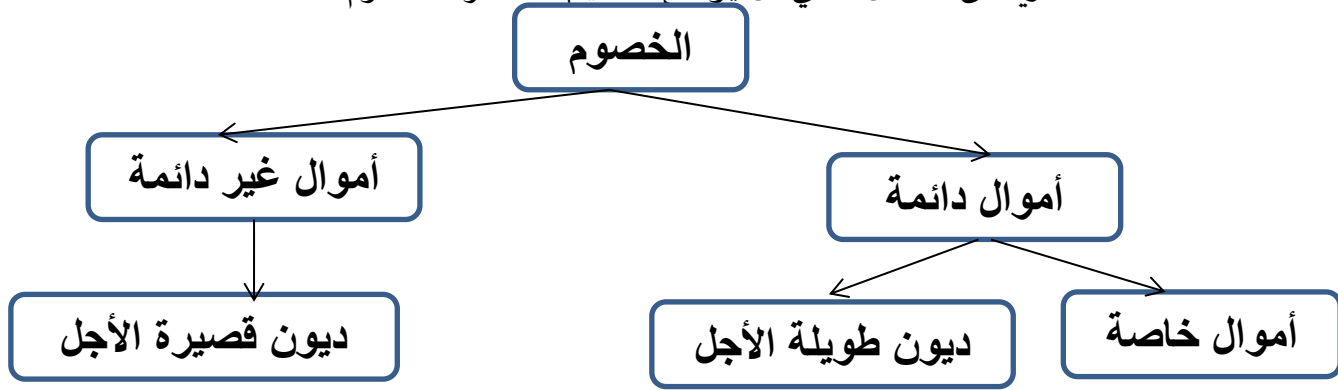 الخصوم
أموال دائمة
أموال غير دائمة
أموال خاصة
ديون طويلة الأجل
ديون قصيرة الأجل